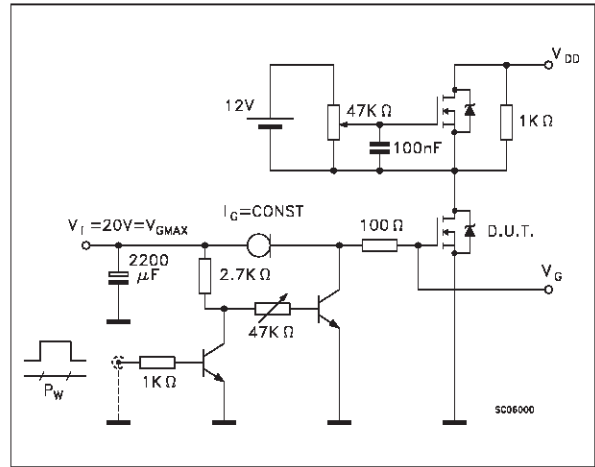 V_DD
12V
47KΩ
1KΩ
100nF
V_i =20V=V_GMAX
I_G=CONST
100Ω
D.U.T.
2200
μF
2.7KΩ
V_G
47KΩ
1KΩ
P_W
SC06000